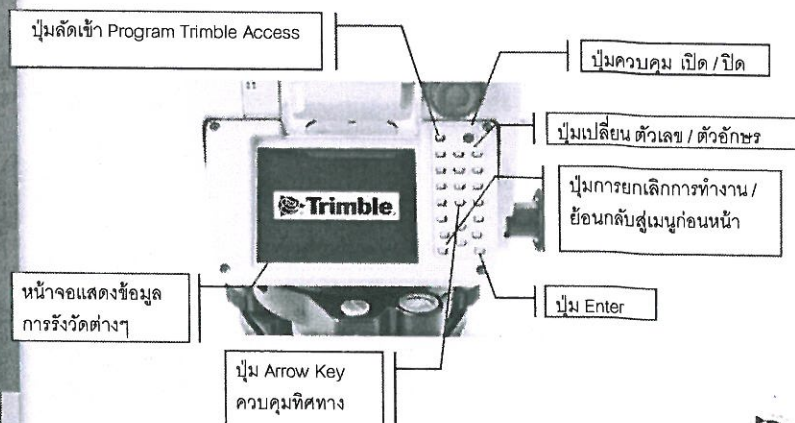 ปุ่มลัดเข้า Program Trimble Access
ปุ่มควบคุม เปิด / ปิด
ปุ่มเปลี่ยน ตัวเลข / ตัวอักษร
ปุ่มการยกเลิกการทำงาน /
ย้อนกลับสู่เมนูก่อนหน้า
Trimble
หน้าจอแสดงข้อมูล
การรังวัดต่างๆ
ปุ่ม Enter
ปุ่ม Arrow Key
ควบคุมทิศทาง